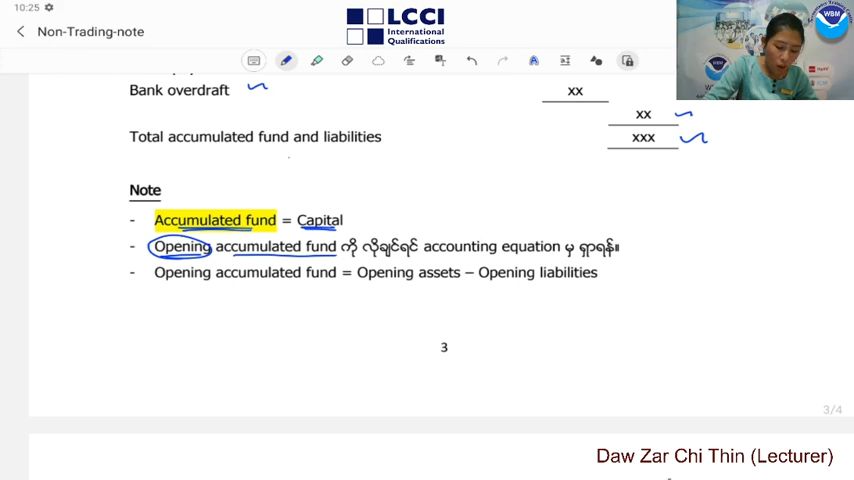 10:25
Non-Trading-note
LCCI
International
Qualifications
WBM
WBM
Bank overdraft xx
xx
Total accumulated fund and liabilities xxx
Note
- Accumulated fund = Capital
- Opening accumulated fund ကို လိုချင်ရင် accounting equation မှ ရှာရန်။
- Opening accumulated fund = Opening assets – Opening liabilities
3
3/4
Daw Zar Chi Thin (Lecturer)